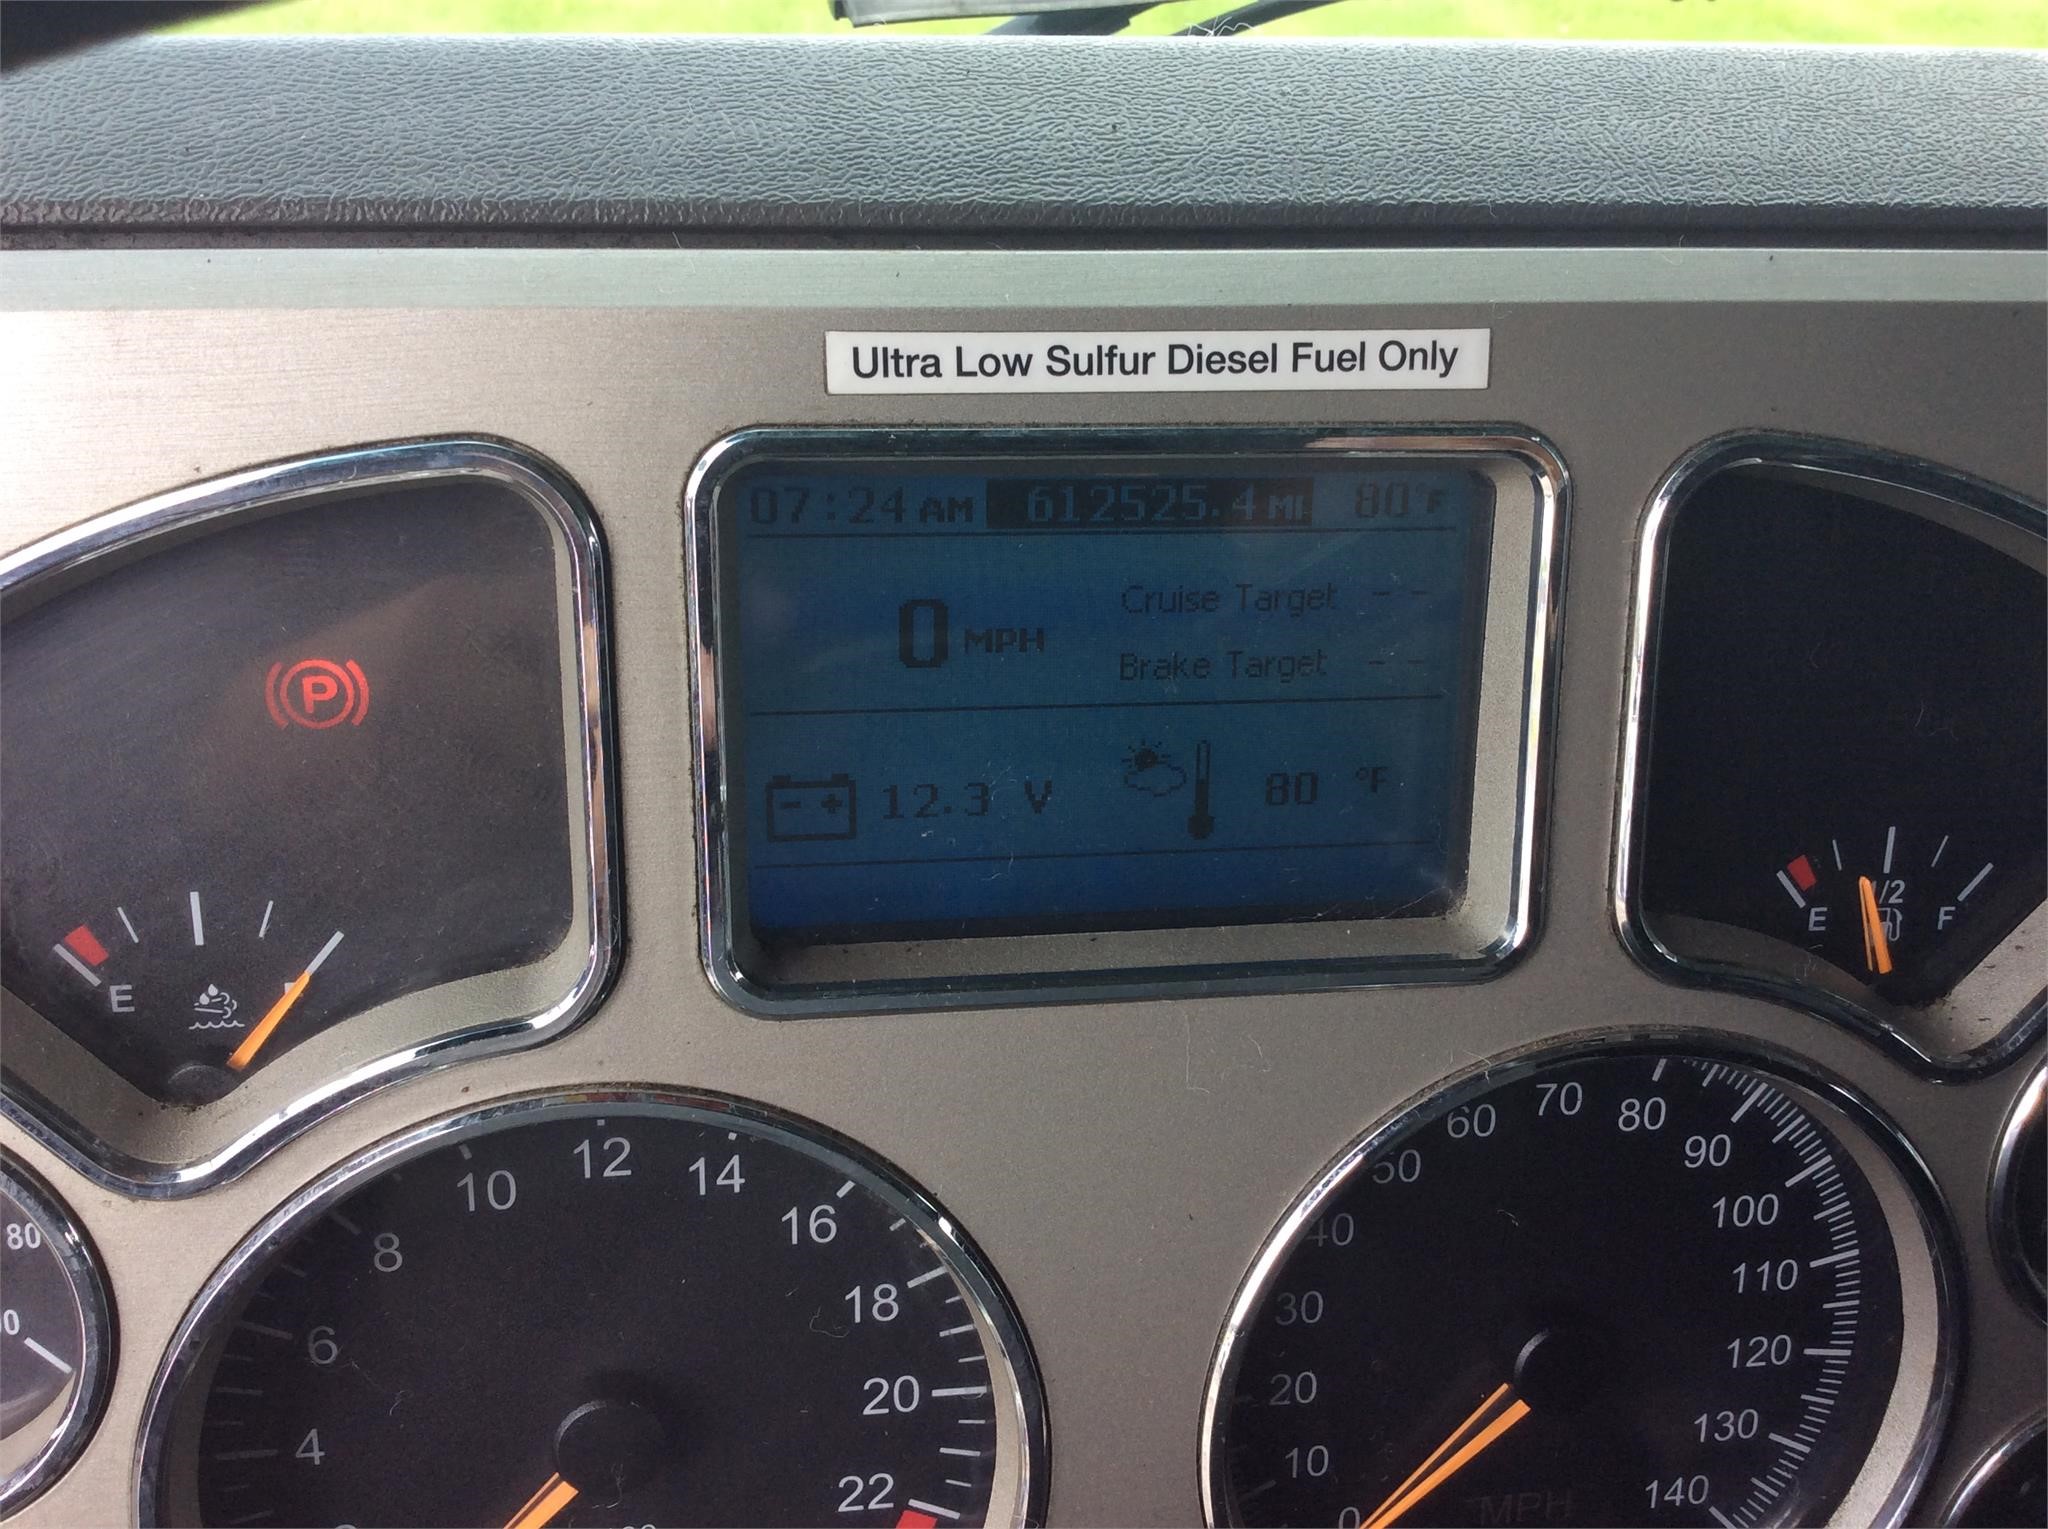 Ultra Low Sulfur Diesel Fuel Only
07:24 AM 612525.4 MI 80°F
0 MPH
Cruise Target --
Brake Target --
12.3 V
80 °F
P
E
E 1/2 F
80
4
6
8
10
12
14
16
18
20
22
0
10
20
30
40
50
60
70
80
90
100
110
120
130
140
MPH